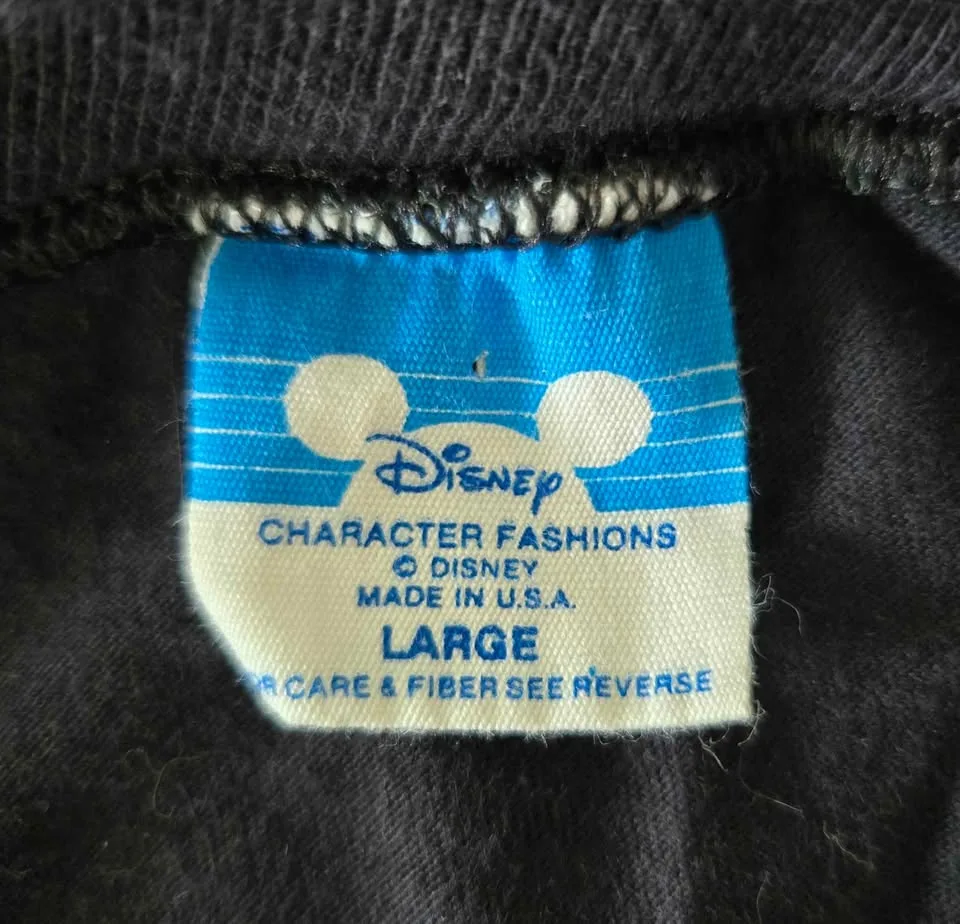 Disney
CHARACTER FASHIONS
© DISNEY
MADE IN U.S.A.
LARGE
CARE & FIBER SEE REVERSE